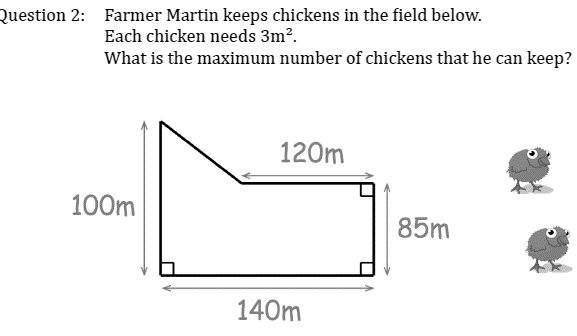 Question 2: Farmer Martin keeps chickens in the field below.
Each chicken needs 3m².
What is the maximum number of chickens that he can keep?
120m
100m
85m
140m